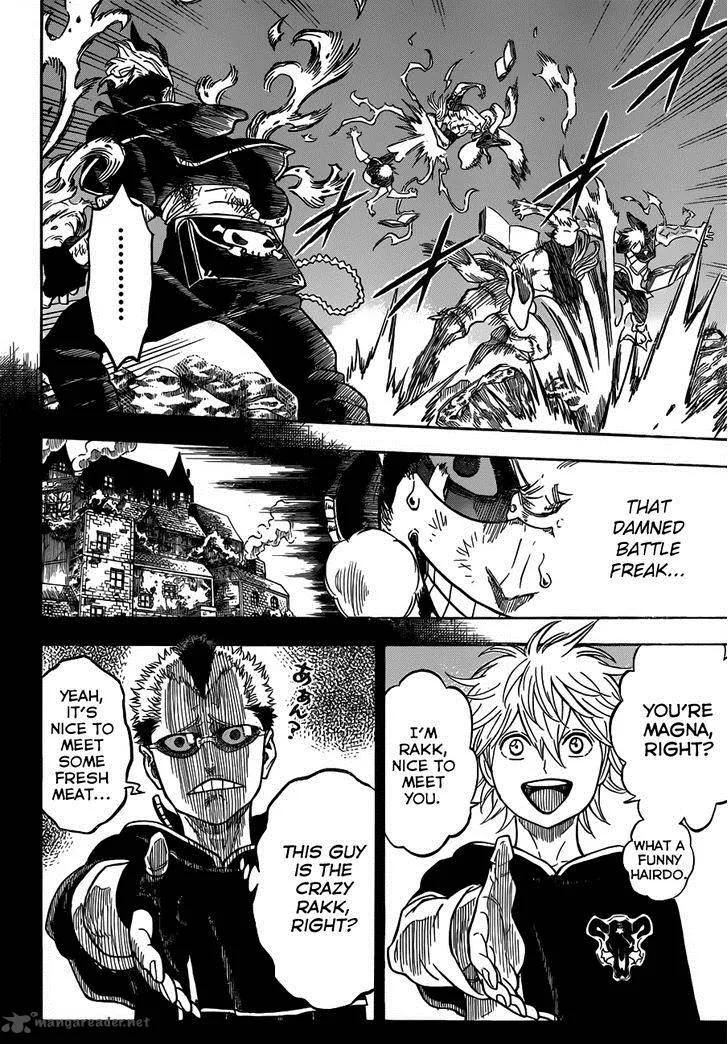 ........
THAT
DAMNED
BATTLE
FREAK...
YOU'RE
MAGNA,
RIGHT?
WHAT A
FUNNY
HAIRDO.
I'M
RAKK,
NICE TO
MEET
YOU.
あぁん?
THIS GUY
IS THE
CRAZY
RAKK,
RIGHT?
YEAH,
IT'S
NICE TO
MEET
SOME
FRESH
MEAT...
mangareader.net